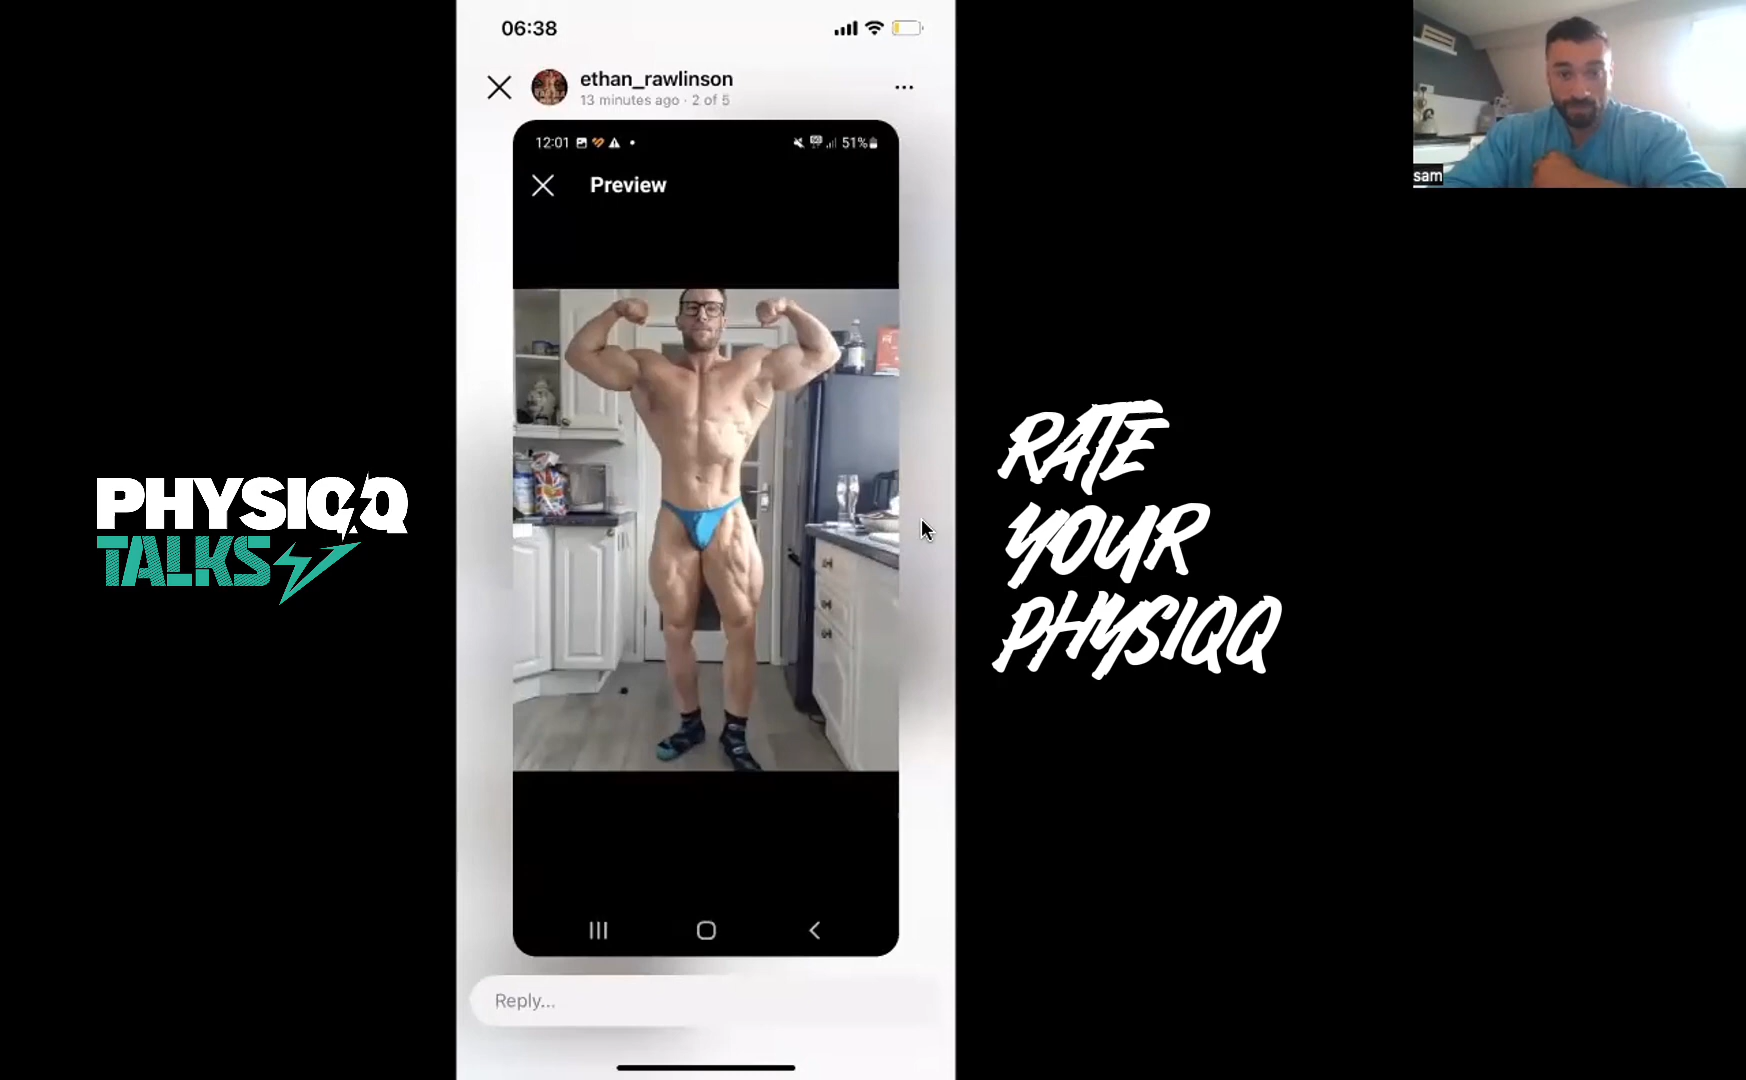 06:38
ethan_rawlinson
13 minutes ago · 2 of 5
12:01
51%
Preview
Reply...
PHYSIQQ
TALKS
RATE
YOUR
PHYSIQQ
sam